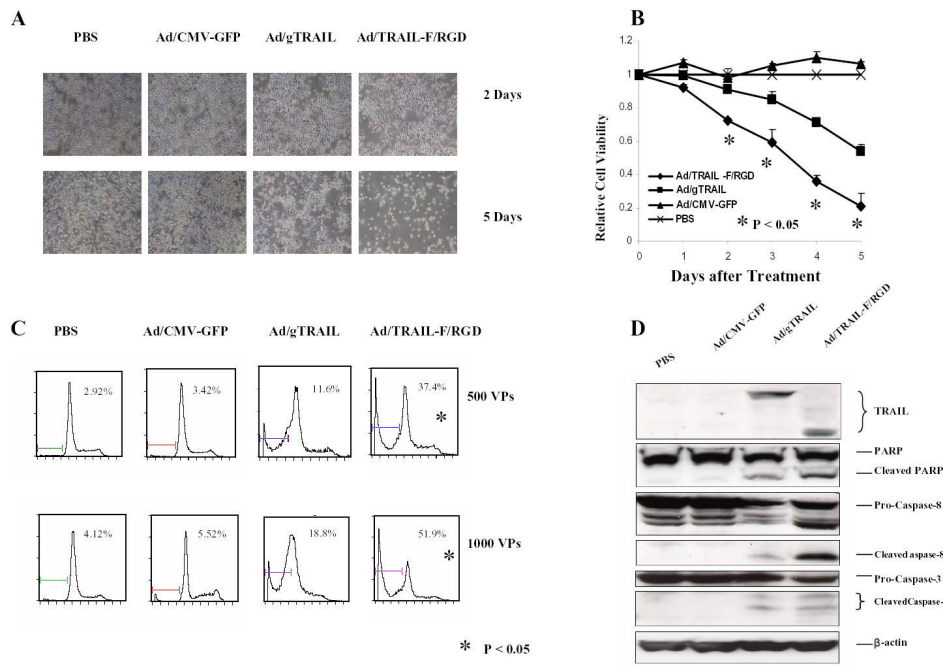 A
PBS
Ad/CMV-GFP
Ad/gTRAIL
Ad/TRAIL-F/RGD
2 Days
5 Days
B
Relative Cell Viability
1.2
1
0.8
0.6
0.4
0.2
0
0 1 2 3 4 5
Ad/TRAIL -F/RGD
Ad/gTRAIL
Ad/CMV-GFP
PBS
* P < 0.05
*
*
*
*
Days after Treatment
C
PBS
Ad/CMV-GFP
Ad/gTRAIL
Ad/TRAIL-F/RGD
2.92%
3.42%
11.6%
37.4%
*
500 VPs
4.12%
5.52%
18.8%
51.9%
*
1000 VPs
* P < 0.05
D
PBS
Ad/CMV-GFP
Ad/gTRAIL
Ad/TRAIL-F/RGD
TRAIL
PARP
Cleaved PARP
Pro-Caspase-8
Cleaved aspase-8
Pro-Caspase-3
CleavedCaspase-
β-actin